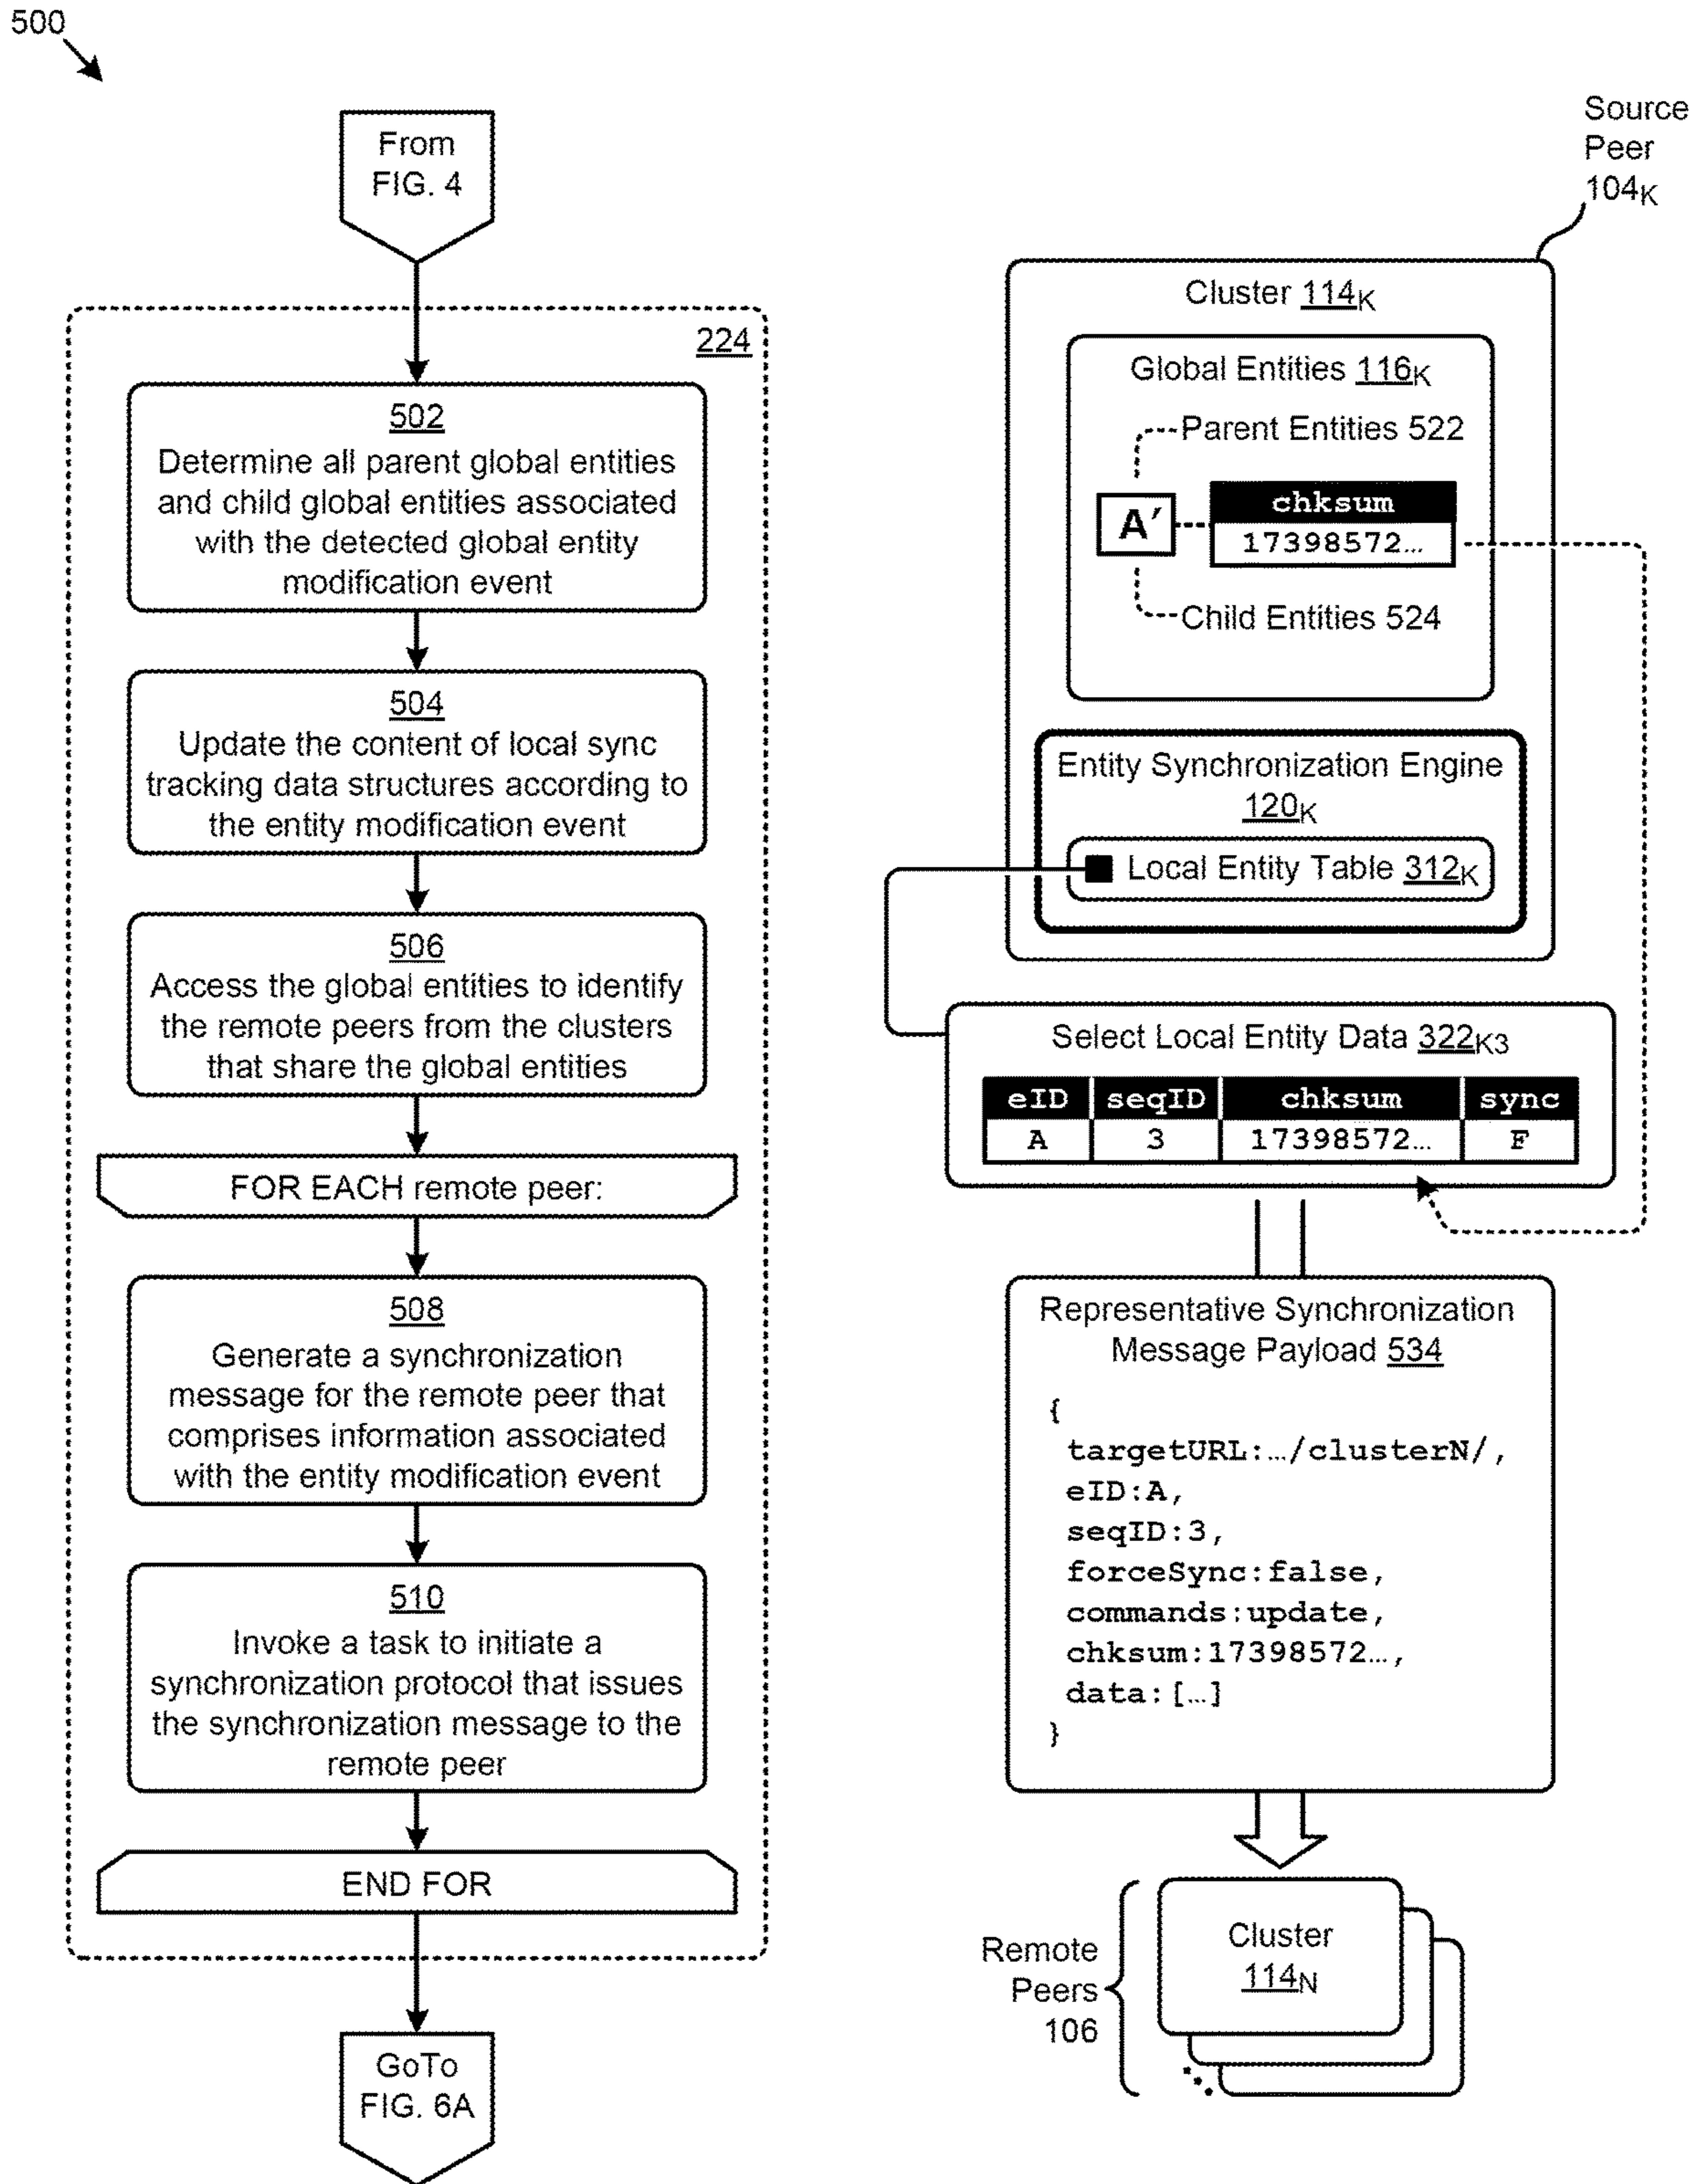 500
From
FIG. 4
224
502
Determine all parent global entities
and child global entities associated
with the detected global entity
modification event
504
Update the content of local sync
tracking data structures according to
the entity modification event
506
Access the global entities to identify
the remote peers from the clusters
that share the global entities
FOR EACH remote peer:
508
Generate a synchronization
message for the remote peer that
comprises information associated
with the entity modification event
510
Invoke a task to initiate a
synchronization protocol that issues
the synchronization message to the
remote peer
END FOR
GoTo
FIG. 6A
Source
Peer
104K
Cluster 114K
Global Entities 116K
Parent Entities 522
A′
chksum
17398572…
Child Entities 524
Entity Synchronization Engine
120K
Local Entity Table 312K
Select Local Entity Data 322K3
eID seqID chksum sync
A 3 17398572… F
Representative Synchronization
Message Payload 534
{
targetURL:…/clusterN/,
eID:A,
seqID:3,
forceSync:false,
commands:update,
chksum:17398572…,
data:[…]
}
Remote
Peers
106
Cluster
114N